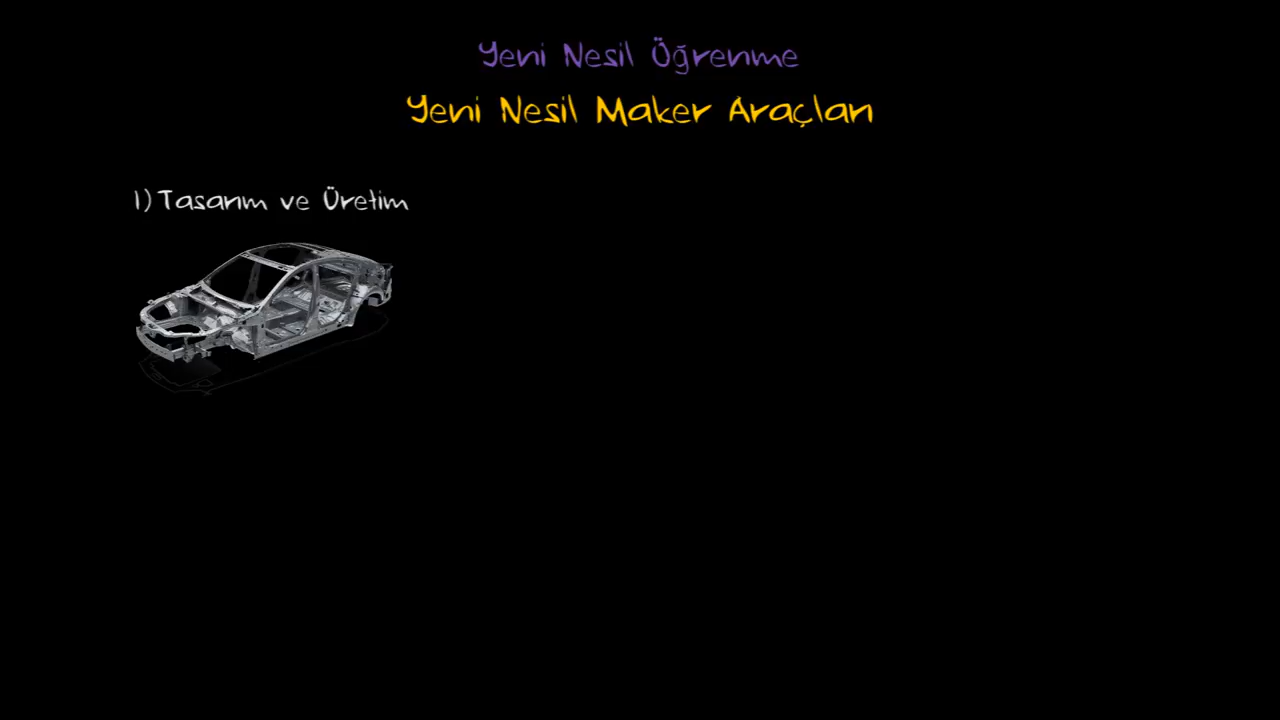 Yeni Nesil Öğrenme
Yeni Nesil Maker Araçları
1) Tasarım ve Üretim